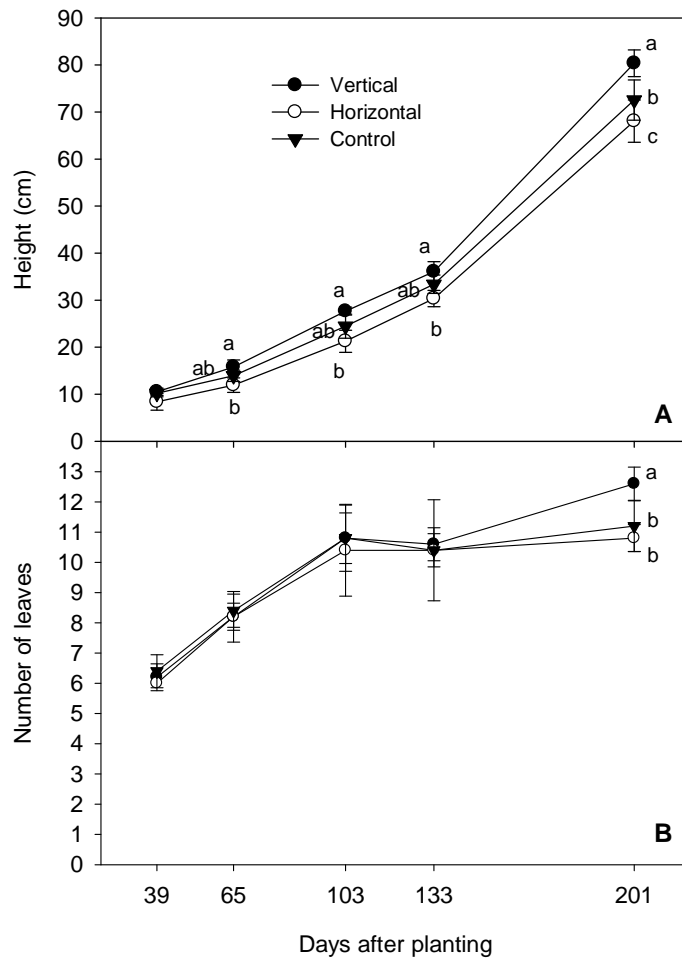 90
80
70
60
50
40
30
20
10
0
Height (cm)
Vertical
Horizontal
Control
a
b
c
a
ab
b
a
ab
b
a
ab
b
A
13
12
11
10
9
8
7
6
5
4
3
2
1
0
Number of leaves
a
b
b
B
39 65 103 133 201
Days after planting